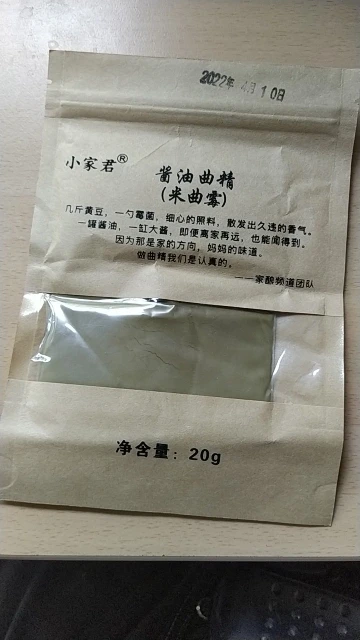 2022年 4月10日
小家君®
酱油曲精
(米曲霉)
几斤黄豆，一勺霉菌，细心的照料，散发出久违的香气。
一罐酱油，一缸大酱，即便离家再远，也能闻得到。
因为那是家的方向，妈妈的味道。
做曲精我们是认真的。
——家酿频道团队
净含量：20g